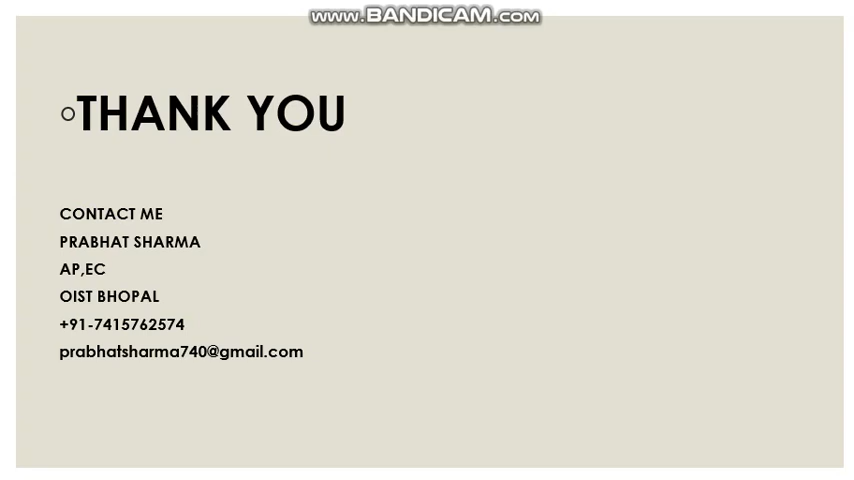 www.BANDICAM.com
◦THANK YOU
CONTACT ME
PRABHAT SHARMA
AP,EC
OIST BHOPAL
+91-7415762574
prabhatsharma740@gmail.com